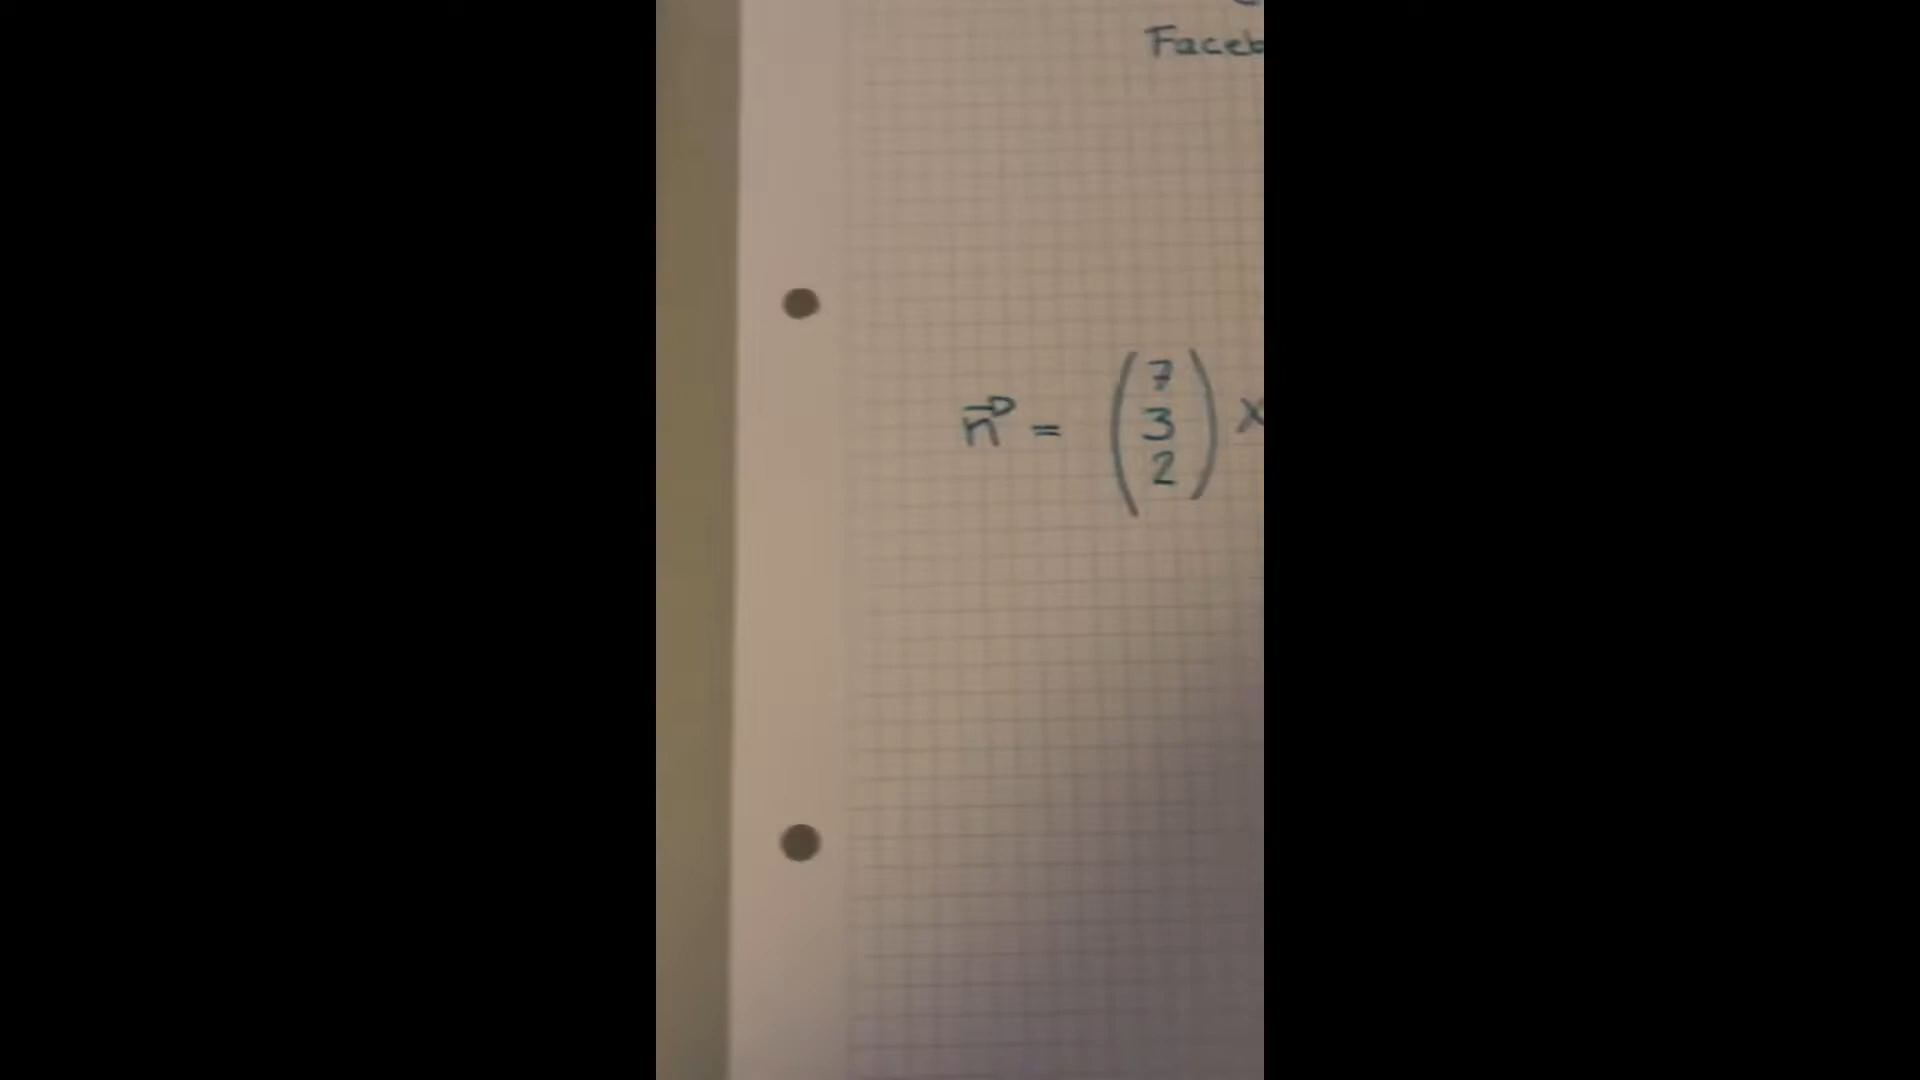 Faceb
n⃗ = (7 3 2) ×